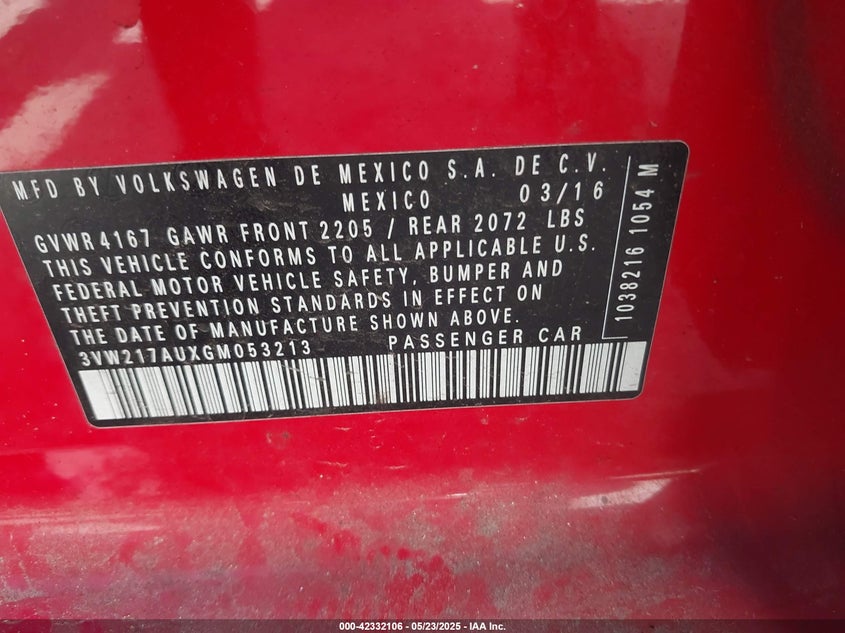 MFD BY VOLKSWAGEN DE MEXICO S.A. DE C.V.
MEXICO 03/16
GVWR 4167 GAWR FRONT 2205 / REAR 2072 LBS
THIS VEHICLE CONFORMS TO ALL APPLICABLE U.S.
FEDERAL MOTOR VEHICLE SAFETY, BUMPER AND
THEFT PREVENTION STANDARDS IN EFFECT ON
THE DATE OF MANUFACTURE SHOWN ABOVE.
3VW217AUXGM053213 PASSENGER CAR
1038216 1054 M
000-42332106 - 05/23/2025 - IAA Inc.